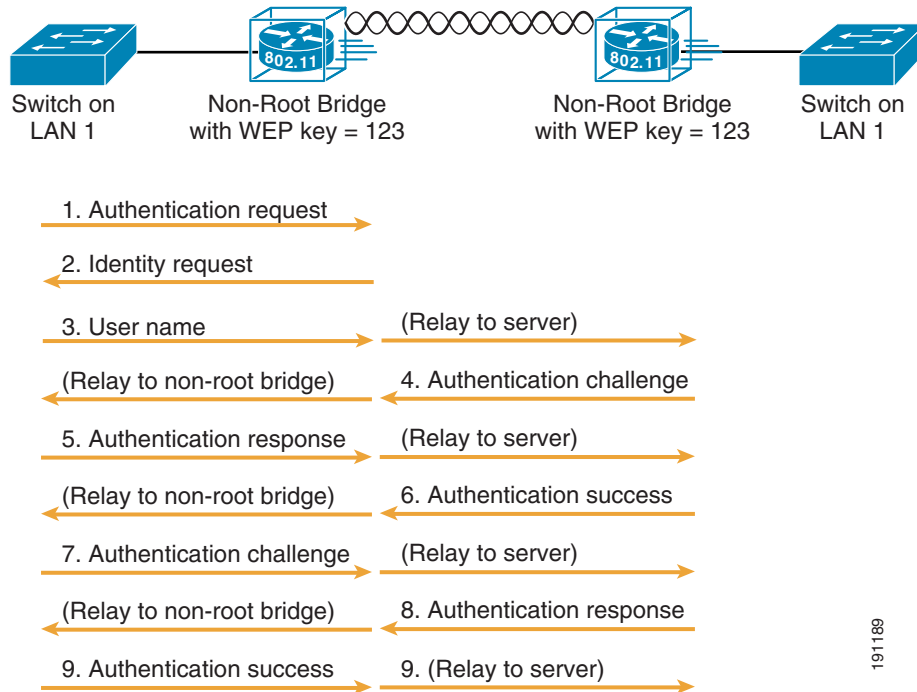 802.11
802.11
Switch on
LAN 1
Non-Root Bridge
with WEP key = 123
Non-Root Bridge
with WEP key = 123
Switch on
LAN 1
1. Authentication request
2. Identity request
3. User name
(Relay to server)
(Relay to non-root bridge)
4. Authentication challenge
5. Authentication response
(Relay to server)
(Relay to non-root bridge)
6. Authentication success
7. Authentication challenge
(Relay to server)
(Relay to non-root bridge)
8. Authentication response
9. Authentication success
9. (Relay to server)
191189